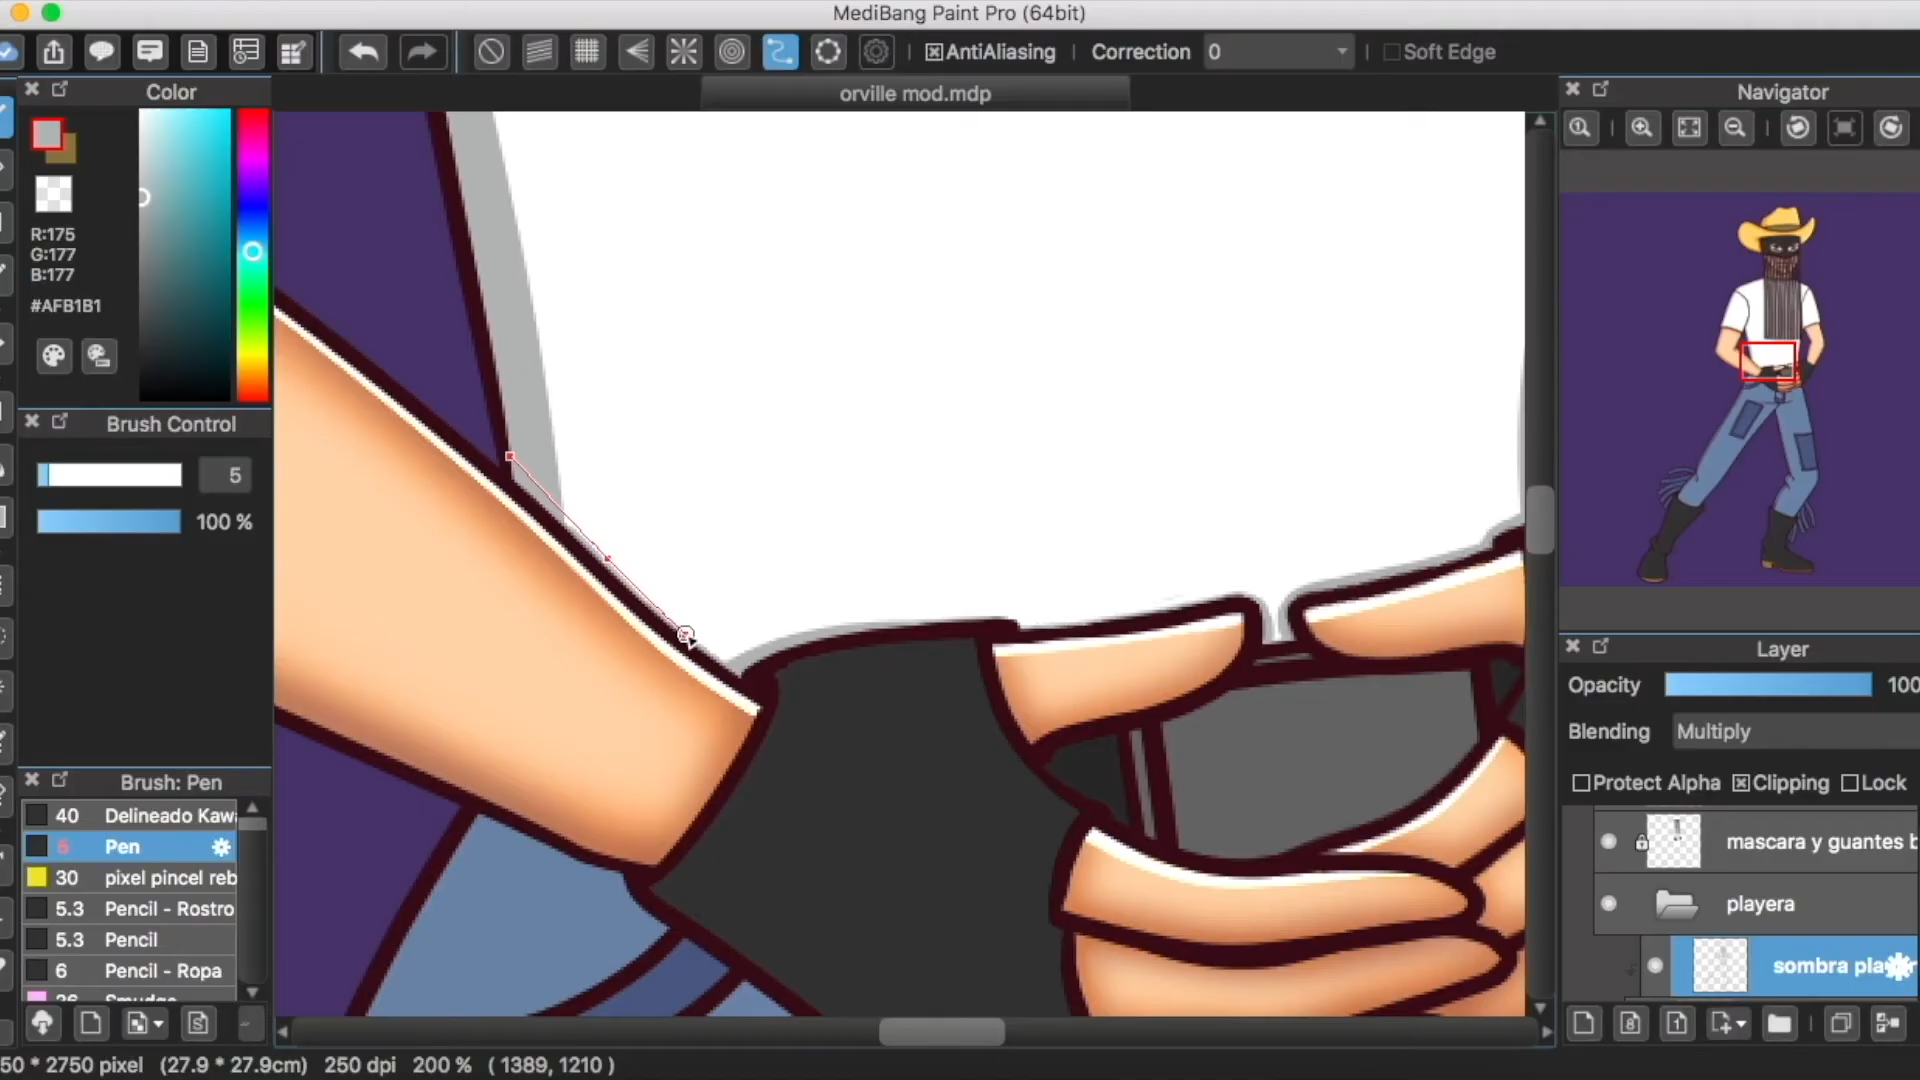 MediBang Paint Pro (64bit)
AntiAliasing
Correction 0
Soft Edge
orville mod.mdp
Color
R:175
G:177
B:177
#AFB1B1
Brush Control
5
100 %
Brush: Pen
40 Delineado Kaw
5 Pen
30 pixel pincel reb
5.3 Pencil - Rostro
5.3 Pencil
6 Pencil - Ropa
Navigator
Layer
Opacity 100
Blending Multiply
Protect Alpha Clipping Lock
mascara y guantes b
playera
sombra pla
50 * 2750 pixel (27.9 * 27.9cm) 250 dpi 200 % ( 1389, 1210 )